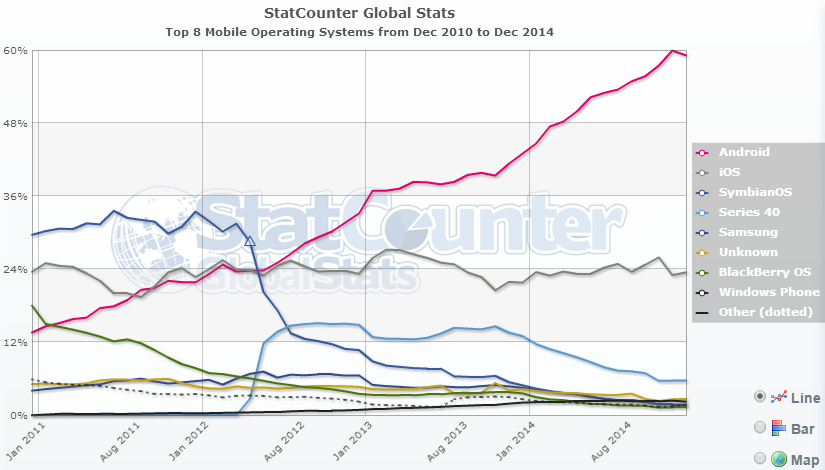 StatCounter Global Stats
Top 8 Mobile Operating Systems from Dec 2010 to Dec 2014
60%
48%
36%
24%
12%
0%
StatCounter
GlobalStats
Jan 2011
Aug 2011
Jan 2012
Aug 2012
Jan 2013
Aug 2013
Jan 2014
Aug 2014
Android
iOS
SymbianOS
Series 40
Samsung
Unknown
BlackBerry OS
Windows Phone
Other (dotted)
Line
Bar
Map